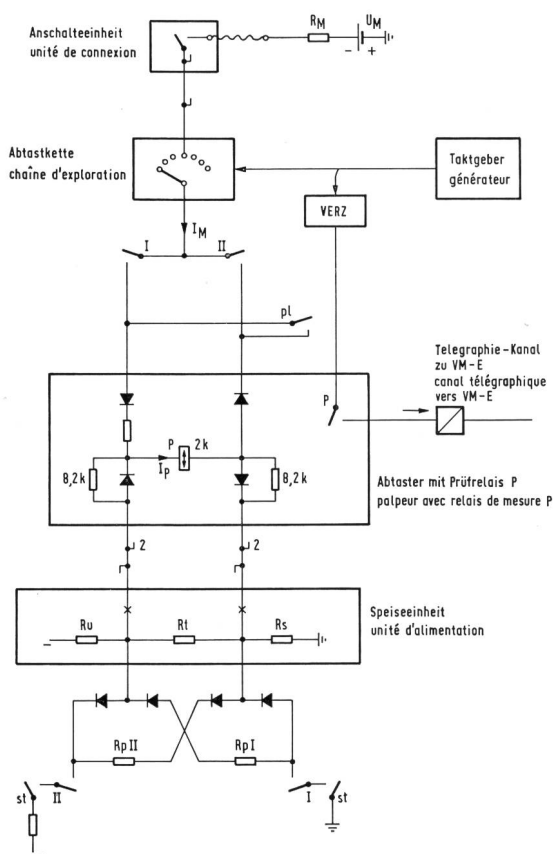 Anschalteeinheit
unité de connexion
R_M
U_M
− +
Abtastkette
chaîne d'exploration
Taktgeber
générateur
VERZ
I_M
I
II
pl
Telegraphie-Kanal
zu VM-E
canal télégraphique
vers VM-E
P
P
2k
I_p
8,2k
8,2k
Abtaster mit Prüfrelais P
palpeur avec relais de mesure P
2
2
Speiseeinheit
unité d'alimentation
−
Ru
Rt
Rs
Rp II
Rp I
st
II
I
st